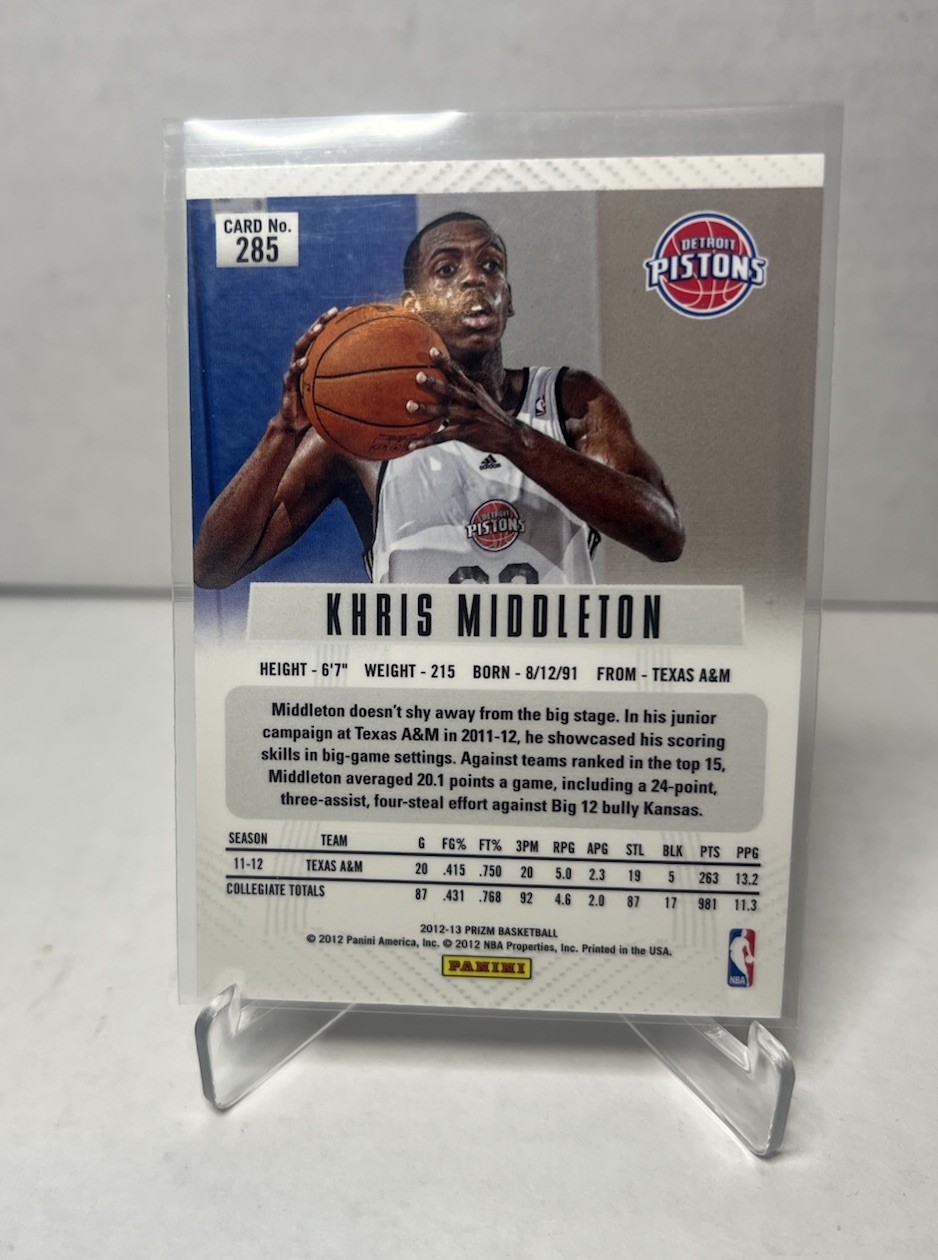 CARD No.
285
DETROIT
PISTONS
adidas
DETROIT
PISTONS
KHRIS MIDDLETON
HEIGHT - 6'7" WEIGHT - 215 BORN - 8/12/91 FROM - TEXAS A&M
Middleton doesn't shy away from the big stage. In his junior
campaign at Texas A&M in 2011-12, he showcased his scoring
skills in big-game settings. Against teams ranked in the top 15,
Middleton averaged 20.1 points a game, including a 24-point,
three-assist, four-steal effort against Big 12 bully Kansas.
SEASON TEAM G FG% FT% 3PM RPG APG STL BLK PTS PPG
11-12 TEXAS A&M 20 .415 .750 20 5.0 2.3 19 5 263 13.2
COLLEGIATE TOTALS 87 .431 .768 92 4.6 2.0 87 17 981 11.3
2012-13 PRIZM BASKETBALL
© 2012 Panini America, Inc. © 2012 NBA Properties, Inc. Printed in the USA.
PANINI
NBA